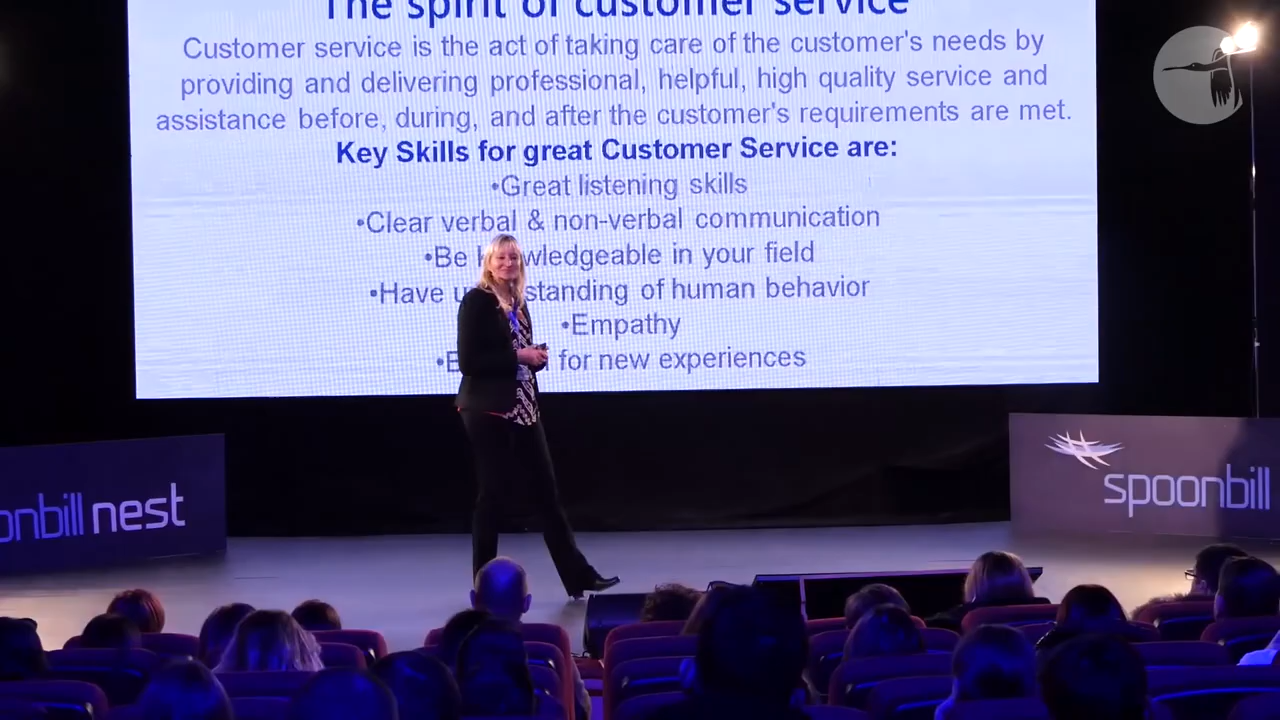 The spirit of customer service
Customer service is the act of taking care of the customer's needs by
providing and delivering professional, helpful, high quality service and
assistance before, during, and after the customer's requirements are met.
Key Skills for great Customer Service are:
•Great listening skills
•Clear verbal & non-verbal communication
•Be wledgeable in your field
•Have u standing of human behavior
•Empathy
•E for new experiences
onbill nest
spoonbill